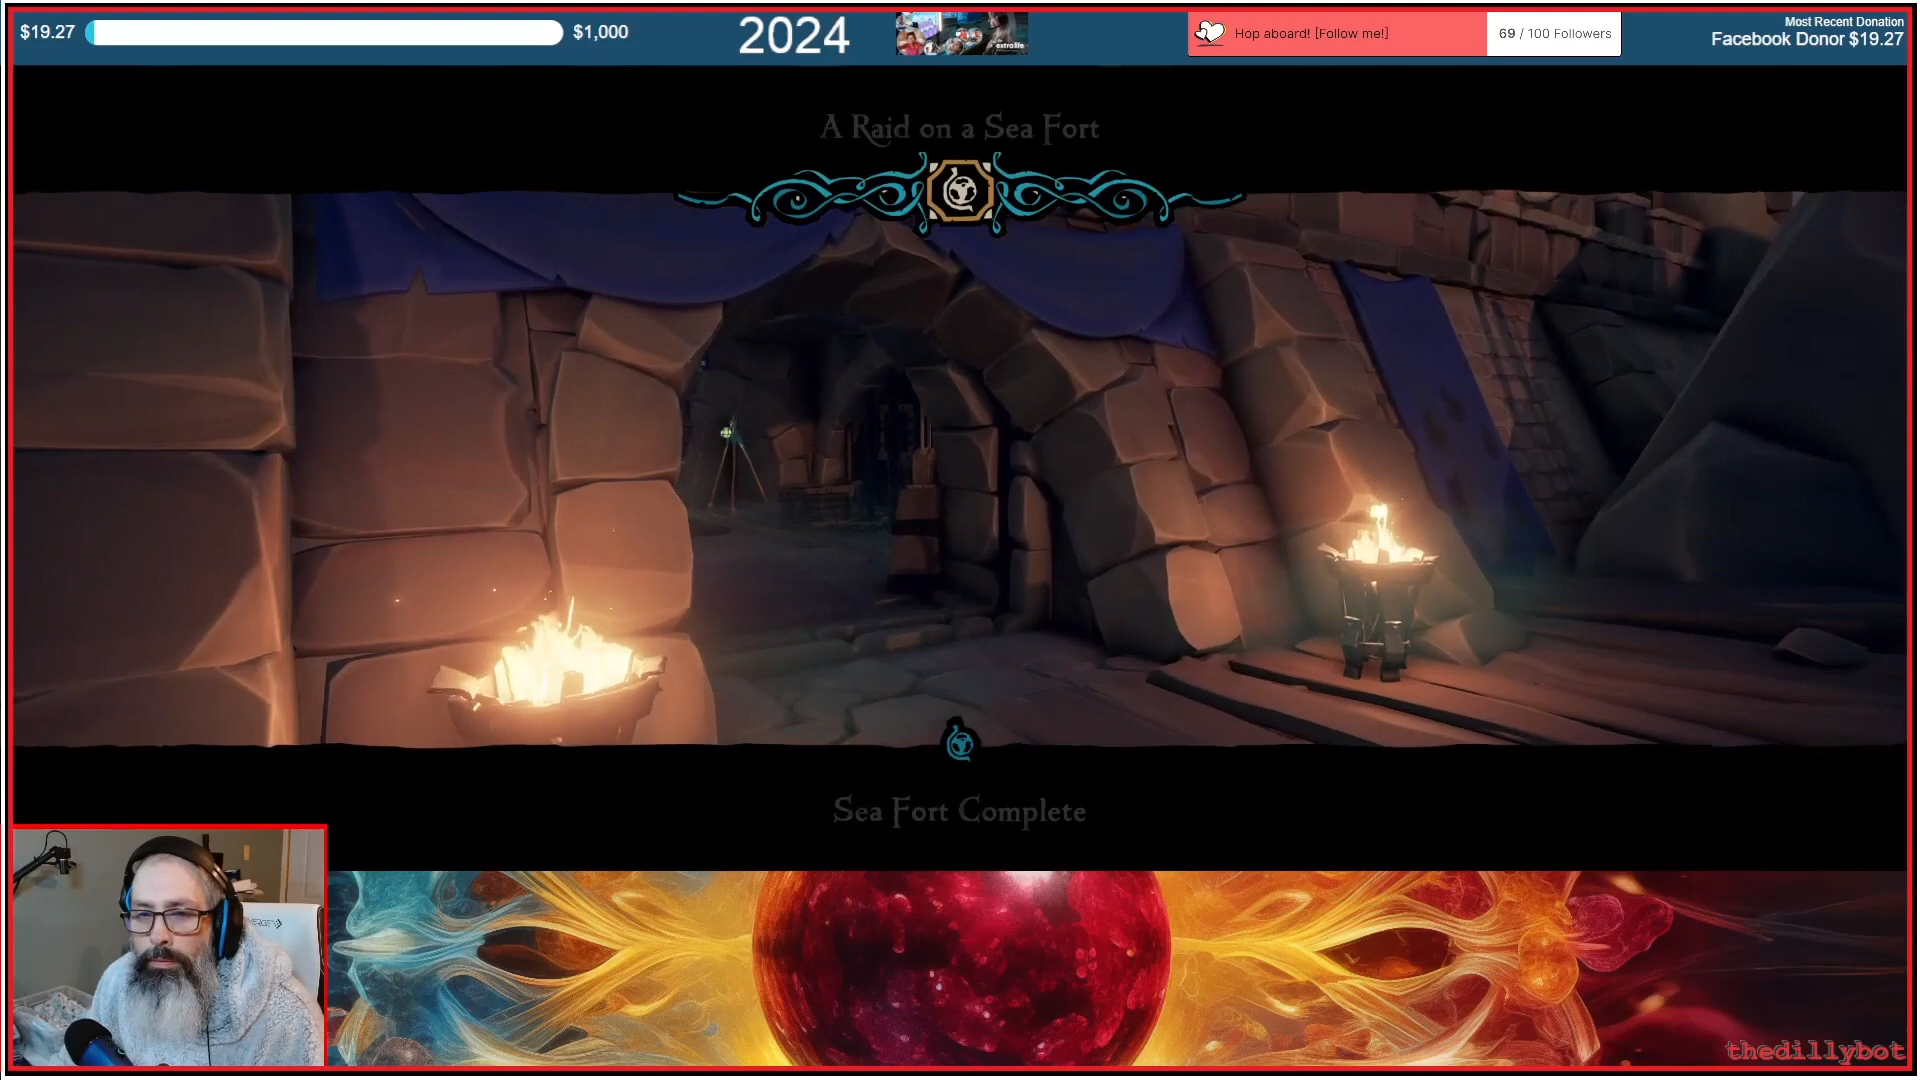 $19.27
$1,000
2024
extralife
Hop aboard! [Follow me!]
69 / 100 Followers
Most Recent Donation
Facebook Donor $19.27
A Raid on a Sea Fort
Sea Fort Complete
thedillybot